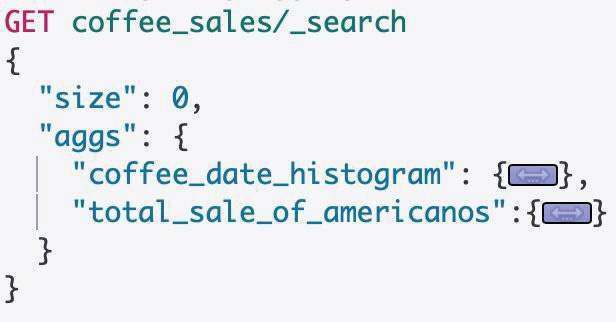 GET coffee_sales/_search
{
  "size": 0,
  "aggs": {
    "coffee_date_histogram": {},
    "total_sale_of_americanos":{}
  }
}